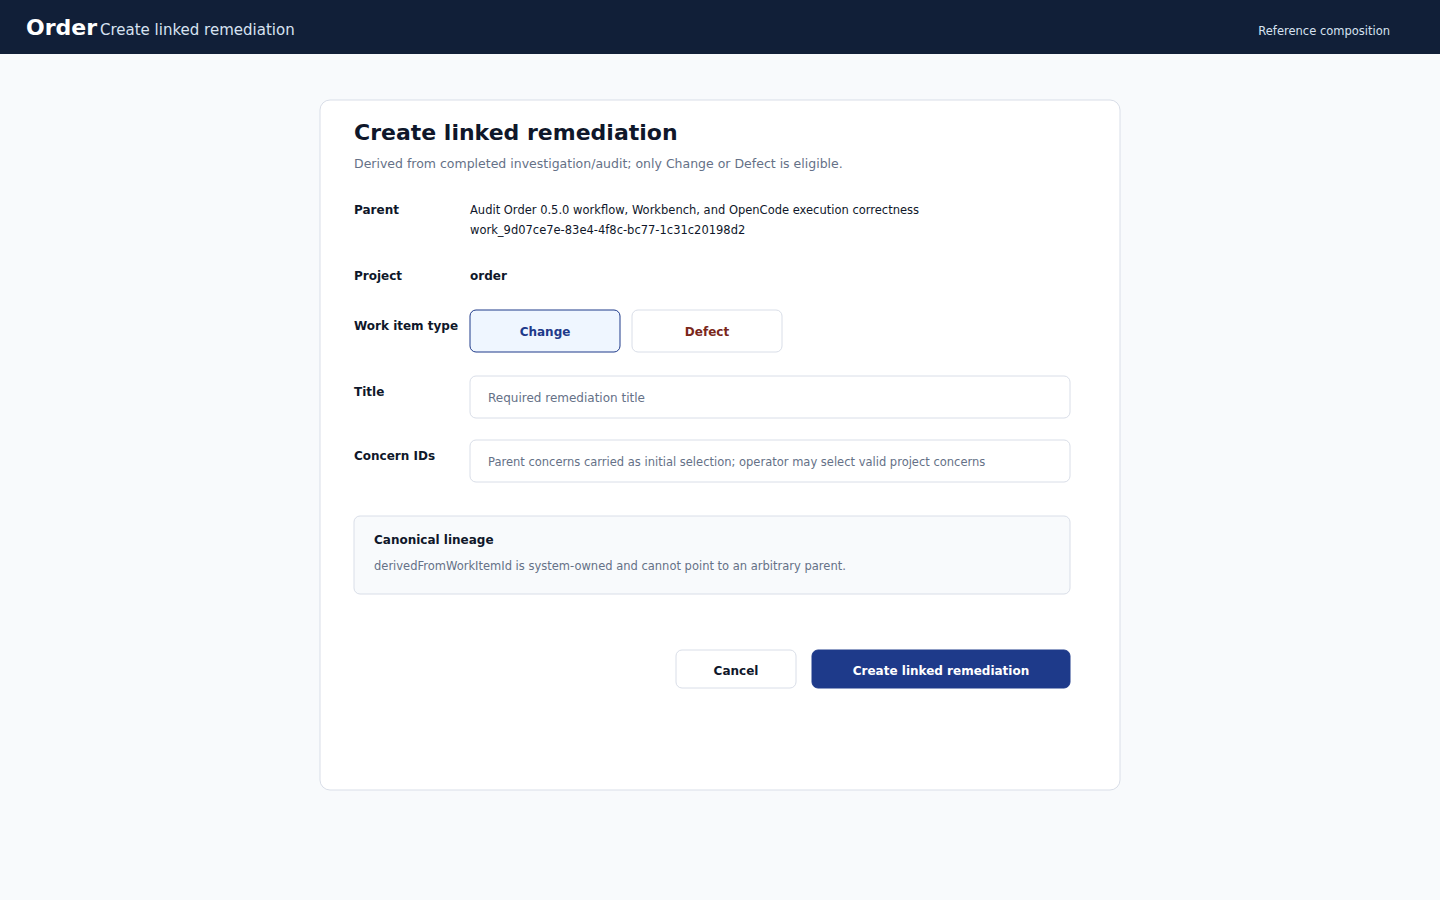 Order Create linked remediation
Reference composition
Create linked remediation
Derived from completed investigation/audit; only Change or Defect is eligible.
Parent
Audit Order 0.5.0 workflow, Workbench, and OpenCode execution correctness
work_9d07ce7e-83e4-4f8c-bc77-1c31c20198d2
Project
order
Work item type
Change
Defect
Title
Required remediation title
Concern IDs
Parent concerns carried as initial selection; operator may select valid project concerns
Canonical lineage
derivedFromWorkItemId is system-owned and cannot point to an arbitrary parent.
Cancel
Create linked remediation